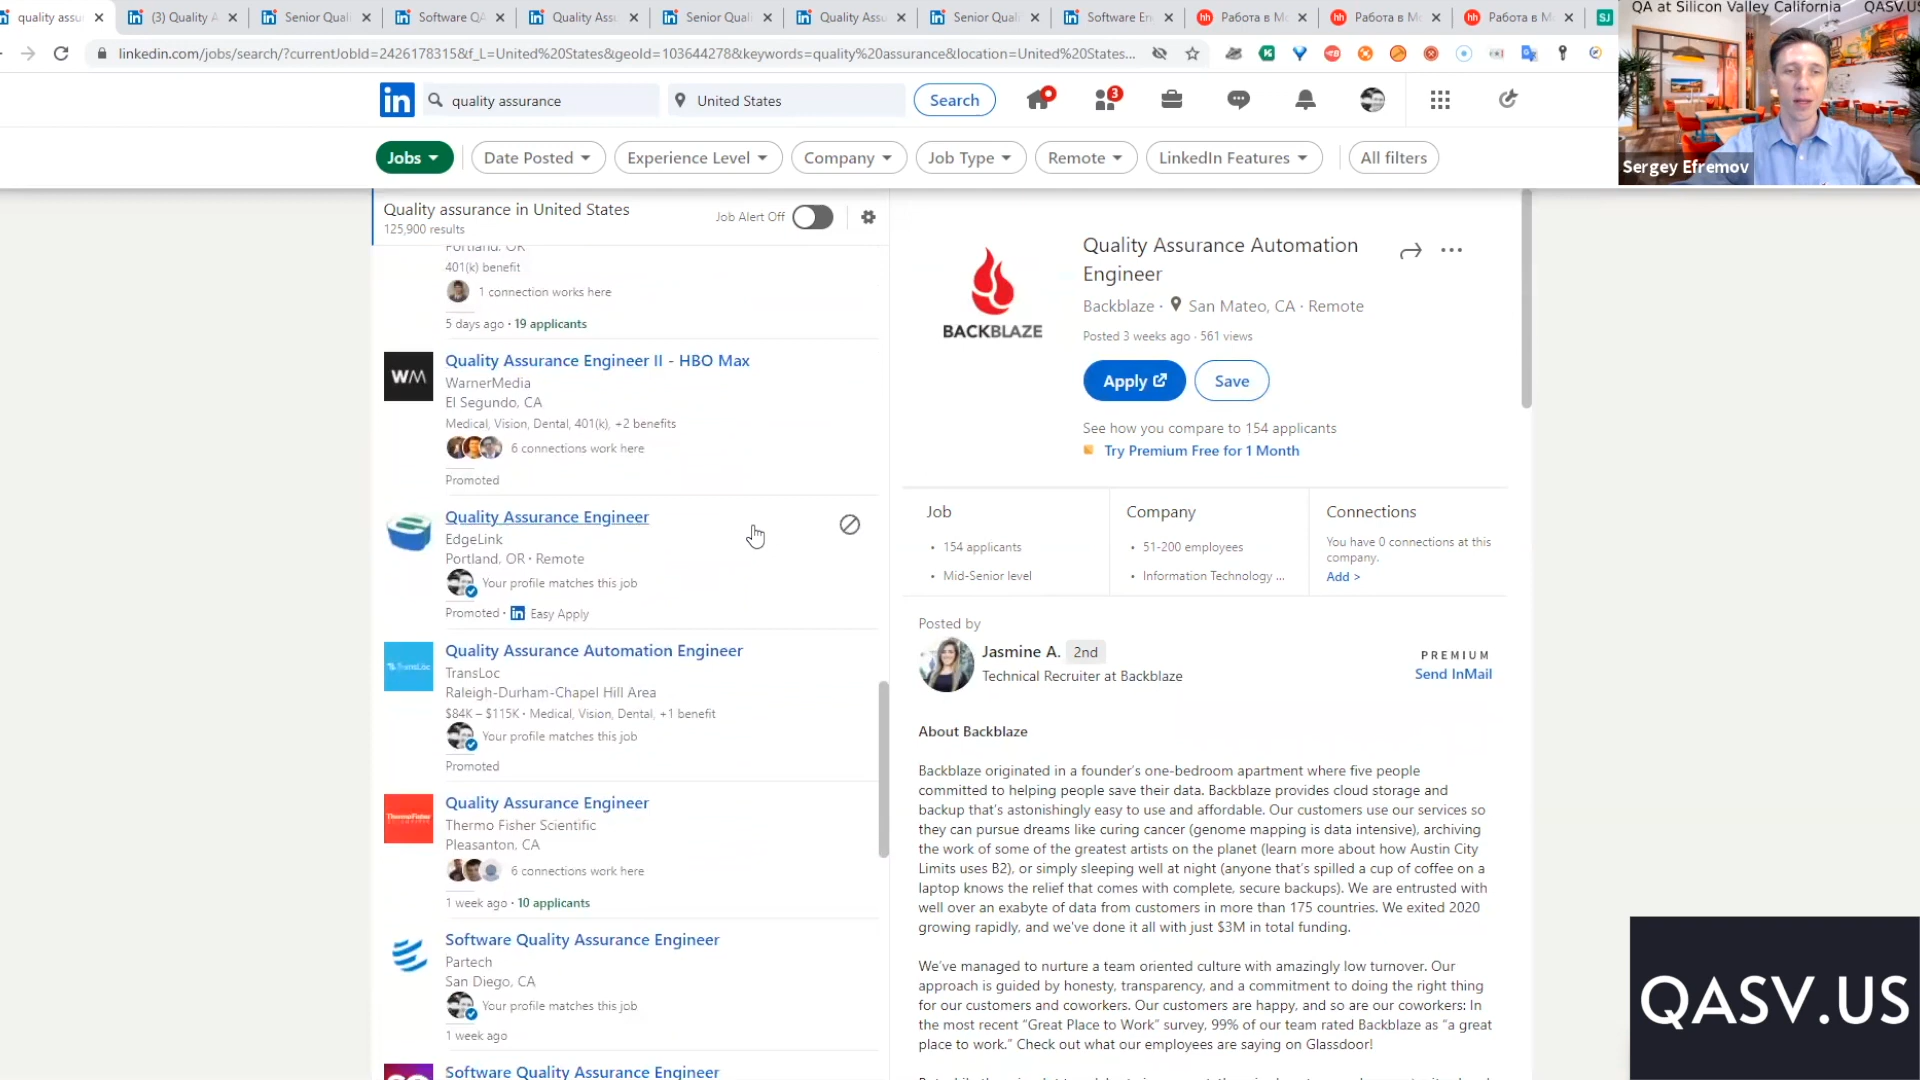 quality assu
(3) Quality A
Senior Quali
Software QA
Quality Assu
Senior Quali
Quality Assu
Senior Quali
Software En
Работа в М
Работа в Мо
Работа в М
SJ
QA at Silicon Valley California
QASV.US
linkedin.com/jobs/search/?currentJobId=2426178315&f_L=United%20States&geoId=103644278&keywords=quality%20assurance&location=United%20States...
quality assurance
United States
Search
3
Sergey Efremov
Jobs
Date Posted
Experience Level
Company
Job Type
Remote
LinkedIn Features
All filters
Quality assurance in United States
125,900 results
Job Alert Off
Portland, OR
401(k) benefit
1 connection works here
5 days ago · 19 applicants
WM
Quality Assurance Engineer II - HBO Max
WarnerMedia
El Segundo, CA
Medical, Vision, Dental, 401(k), +2 benefits
6 connections work here
Promoted
Quality Assurance Engineer
EdgeLink
Portland, OR · Remote
Your profile matches this job
Promoted · Easy Apply
TransLoc
Quality Assurance Automation Engineer
TransLoc
Raleigh-Durham-Chapel Hill Area
$84K – $115K · Medical, Vision, Dental, +1 benefit
Your profile matches this job
Promoted
Quality Assurance Engineer
Thermo Fisher Scientific
Pleasanton, CA
6 connections work here
1 week ago · 10 applicants
Software Quality Assurance Engineer
Partech
San Diego, CA
Your profile matches this job
1 week ago
Software Quality Assurance Engineer
BACKBLAZE
Quality Assurance Automation
Engineer
Backblaze · San Mateo, CA · Remote
Posted 3 weeks ago · 561 views
Apply
Save
See how you compare to 154 applicants
Try Premium Free for 1 Month
Job
• 154 applicants
• Mid-Senior level
Company
• 51-200 employees
• Information Technology ...
Connections
You have 0 connections at this
company.
Add >
Posted by
Jasmine A. 2nd
Technical Recruiter at Backblaze
PREMIUM
Send InMail
About Backblaze
Backblaze originated in a founder's one-bedroom apartment where five people
committed to helping people save their data. Backblaze provides cloud storage and
backup that's astonishingly easy to use and affordable. Our customers use our services so
they can pursue dreams like curing cancer (genome mapping is data intensive), archiving
the work of some of the greatest artists on the planet (learn more about how Austin City
Limits uses B2), or simply sleeping well at night (anyone that's spilled a cup of coffee on a
laptop knows the relief that comes with complete, secure backups). We are entrusted with
well over an exabyte of data from customers in more than 175 countries. We exited 2020
growing rapidly, and we've done it all with just $3M in total funding.
We've managed to nurture a team oriented culture with amazingly low turnover. Our
approach is guided by honesty, transparency, and a commitment to doing the right thing
for our customers and coworkers. Our customers are happy, and so are our coworkers: In
the most recent "Great Place to Work" survey, 99% of our team rated Backblaze as "a great
place to work." Check out what our employees are saying on Glassdoor!
QASV.US